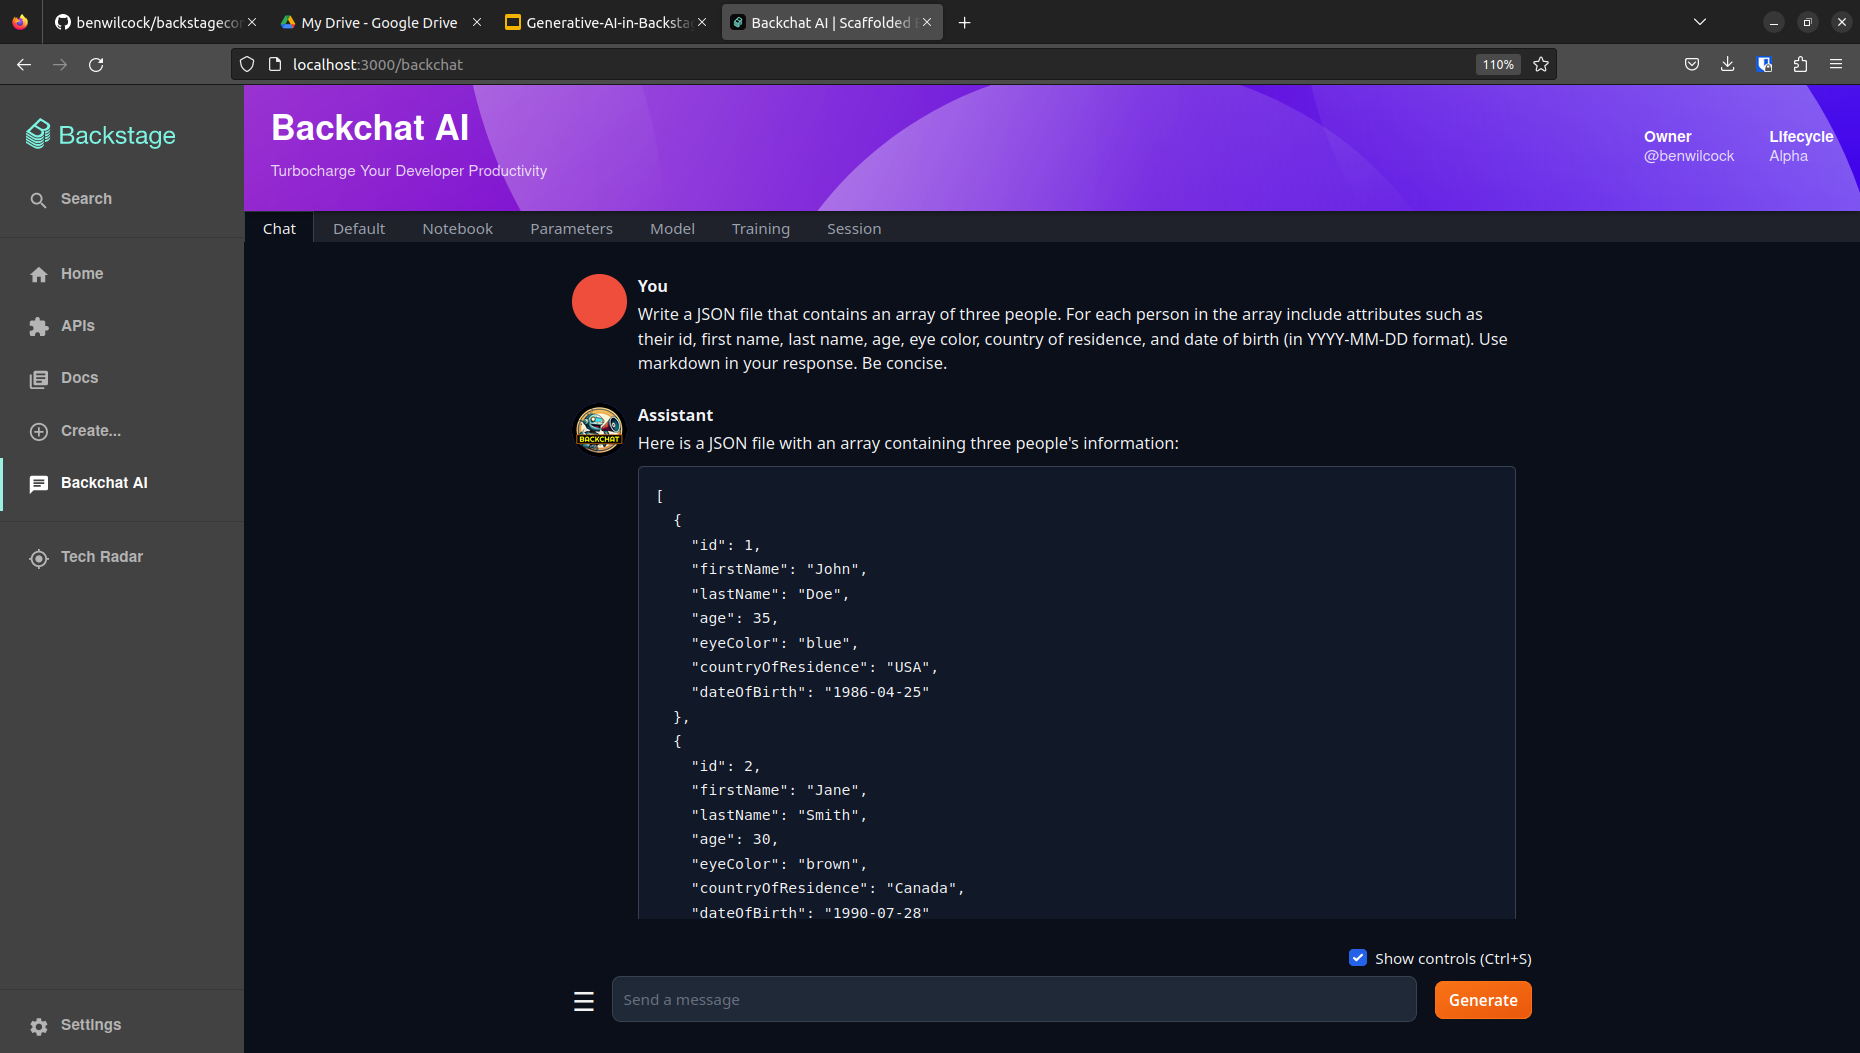 benwilcock/backstagecon
My Drive - Google Drive
Generative-AI-in-Backsta
Backchat AI | Scaffolded
localhost:3000/backchat
110%
Backstage
Search
Home
APIs
Docs
Create...
Backchat AI
Tech Radar
Settings
Backchat AI
Turbocharge Your Developer Productivity
Owner
@benwilcock
Lifecycle
Alpha
Chat Default Notebook Parameters Model Training Session
You
Write a JSON file that contains an array of three people. For each person in the array include attributes such as
their id, first name, last name, age, eye color, country of residence, and date of birth (in YYYY-MM-DD format). Use
markdown in your response. Be concise.
BACKCHAT
Assistant
Here is a JSON file with an array containing three people's information:
[
{
"id": 1,
"firstName": "John",
"lastName": "Doe",
"age": 35,
"eyeColor": "blue",
"countryOfResidence": "USA",
"dateOfBirth": "1986-04-25"
},
{
"id": 2,
"firstName": "Jane",
"lastName": "Smith",
"age": 30,
"eyeColor": "brown",
"countryOfResidence": "Canada",
"dateOfBirth": "1990-07-28"
Show controls (Ctrl+S)
Send a message
Generate